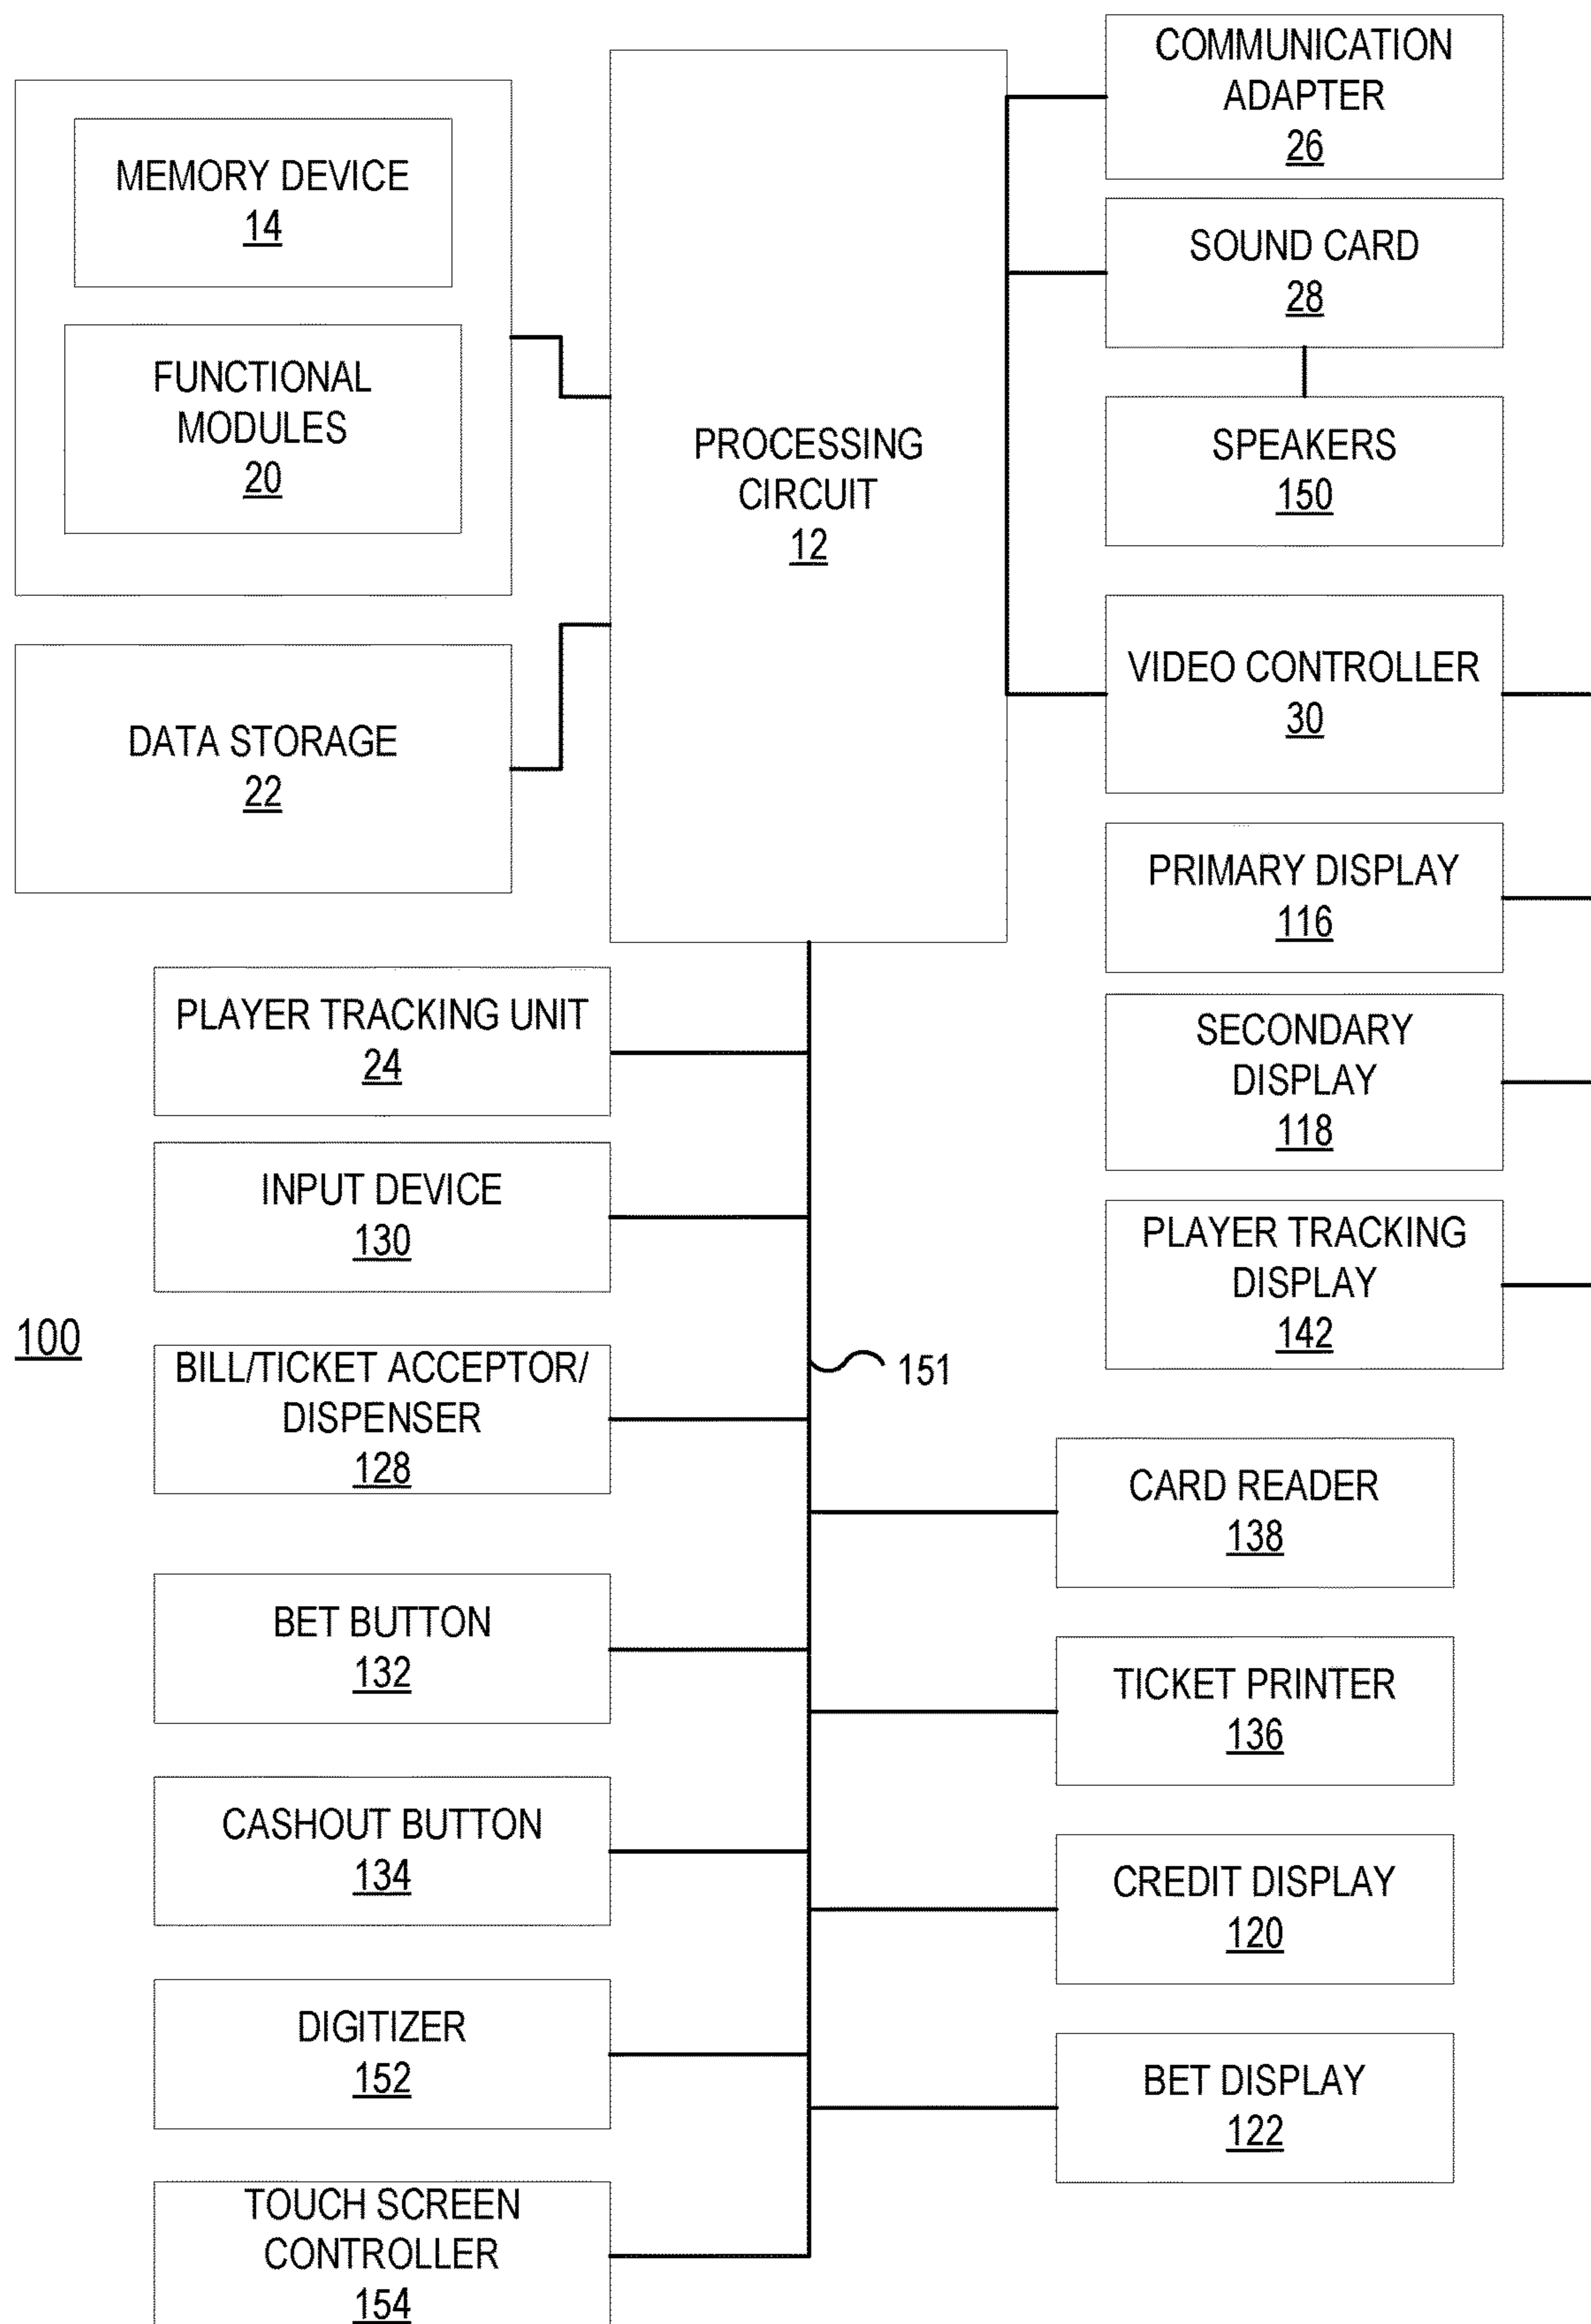 MEMORY DEVICE
14
FUNCTIONAL
MODULES
20
DATA STORAGE
22
PROCESSING
CIRCUIT
12
COMMUNICATION
ADAPTER
26
SOUND CARD
28
SPEAKERS
150
VIDEO CONTROLLER
30
PRIMARY DISPLAY
116
SECONDARY
DISPLAY
118
PLAYER TRACKING
DISPLAY
142
PLAYER TRACKING UNIT
24
INPUT DEVICE
130
100
BILL/TICKET ACCEPTOR/
DISPENSER
128
BET BUTTON
132
CASHOUT BUTTON
134
DIGITIZER
152
TOUCH SCREEN
CONTROLLER
154
151
CARD READER
138
TICKET PRINTER
136
CREDIT DISPLAY
120
BET DISPLAY
122